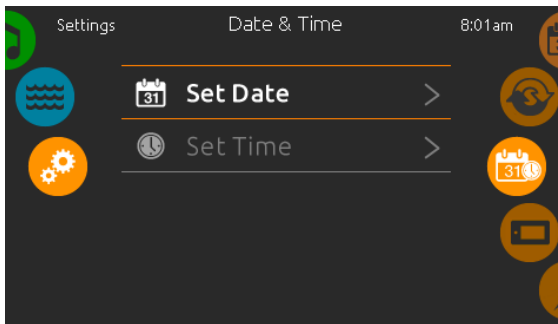 Settings
Date & Time
8:01am
31
Set Date
Set Time
31